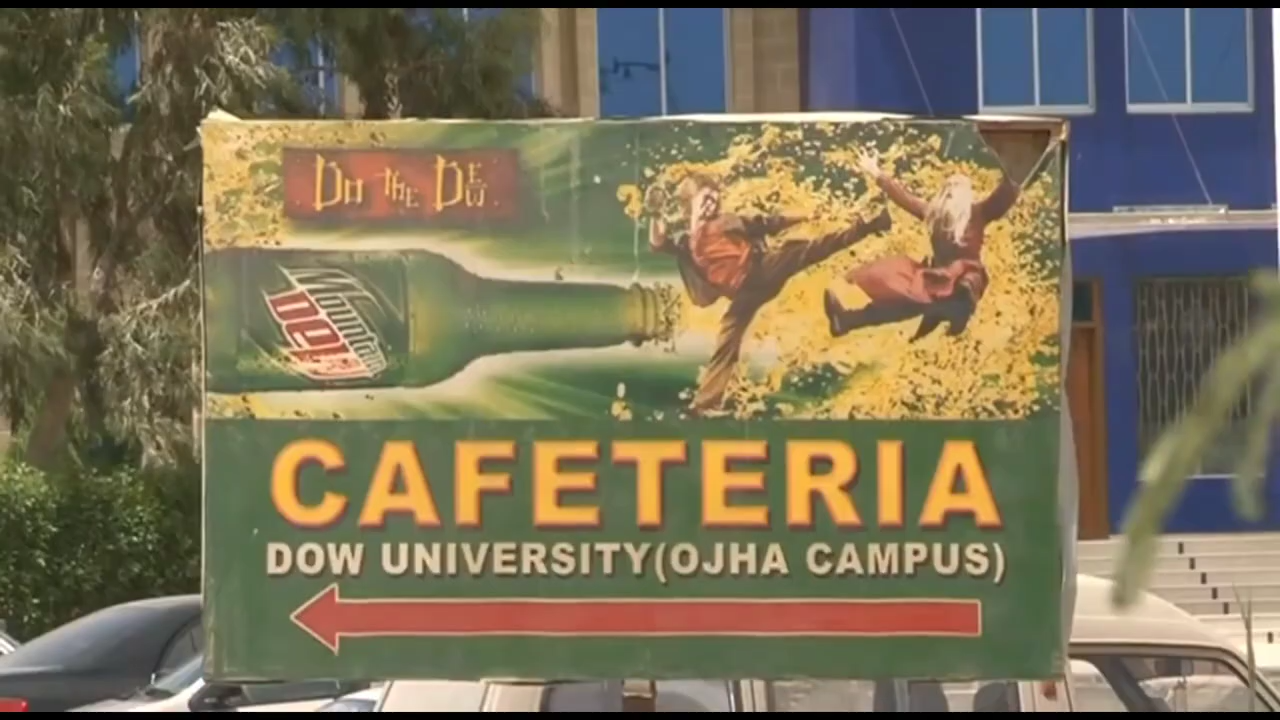 Do the Dew
Mountain
Dew
CAFETERIA
DOW UNIVERSITY(OJHA CAMPUS)